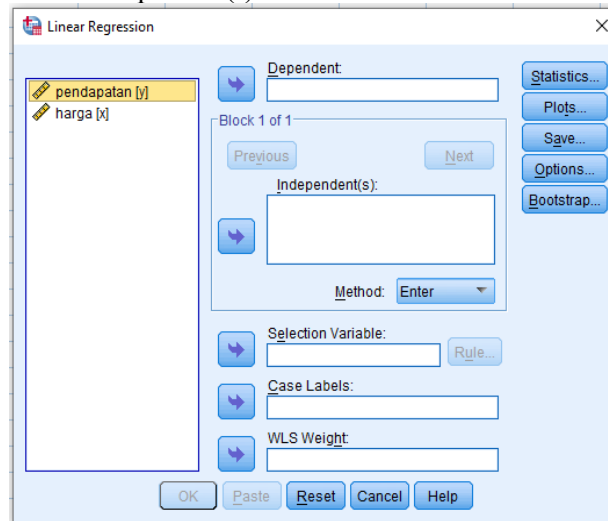 Linear Regression
pendapatan [y]
harga [x]
Dependent:
Block 1 of 1
Previous
Next
Independent(s):
Method: Enter
Selection Variable:
Rule...
Case Labels:
WLS Weight:
Statistics...
Plots...
Save...
Options...
Bootstrap...
OK Paste Reset Cancel Help